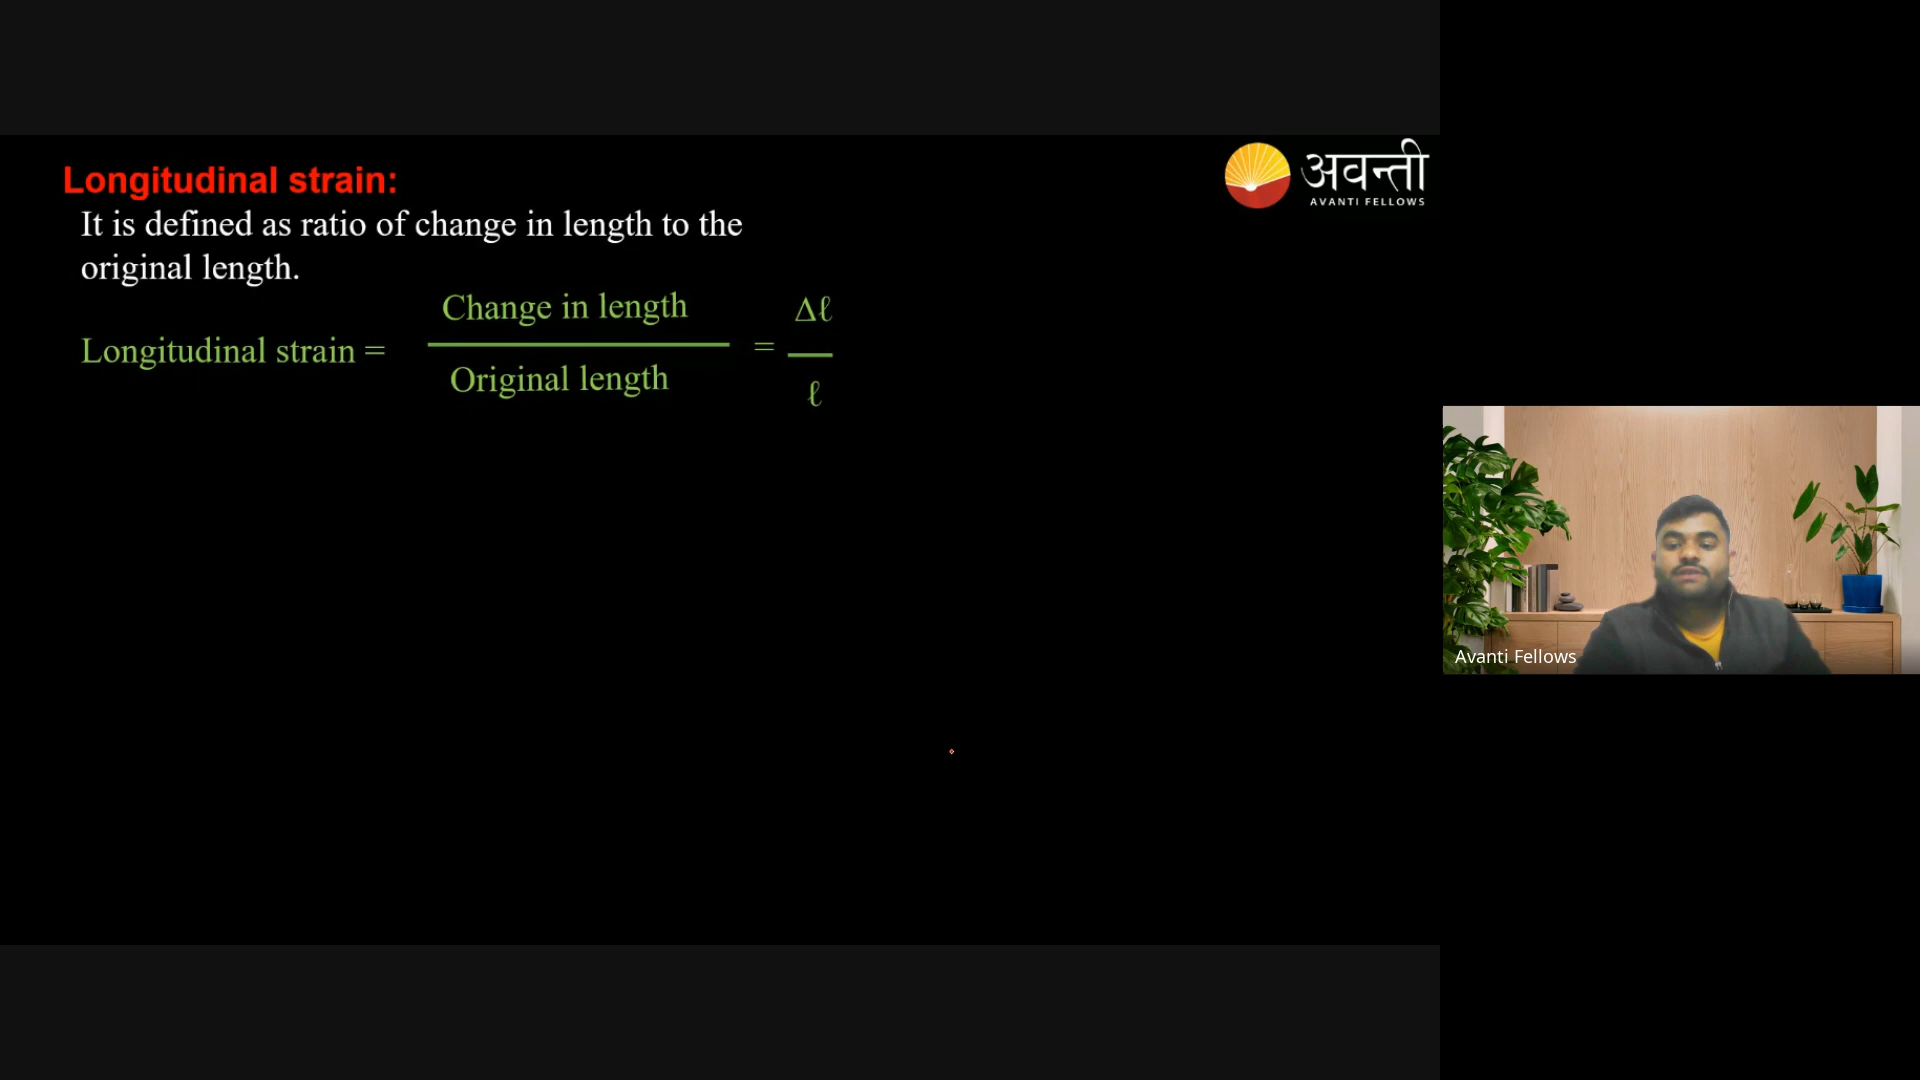 Longitudinal strain:
It is defined as ratio of change in length to the
original length.
Longitudinal strain = Change in length / Original length = Δℓ / ℓ
अवन्ती
AVANTI FELLOWS
Avanti Fellows